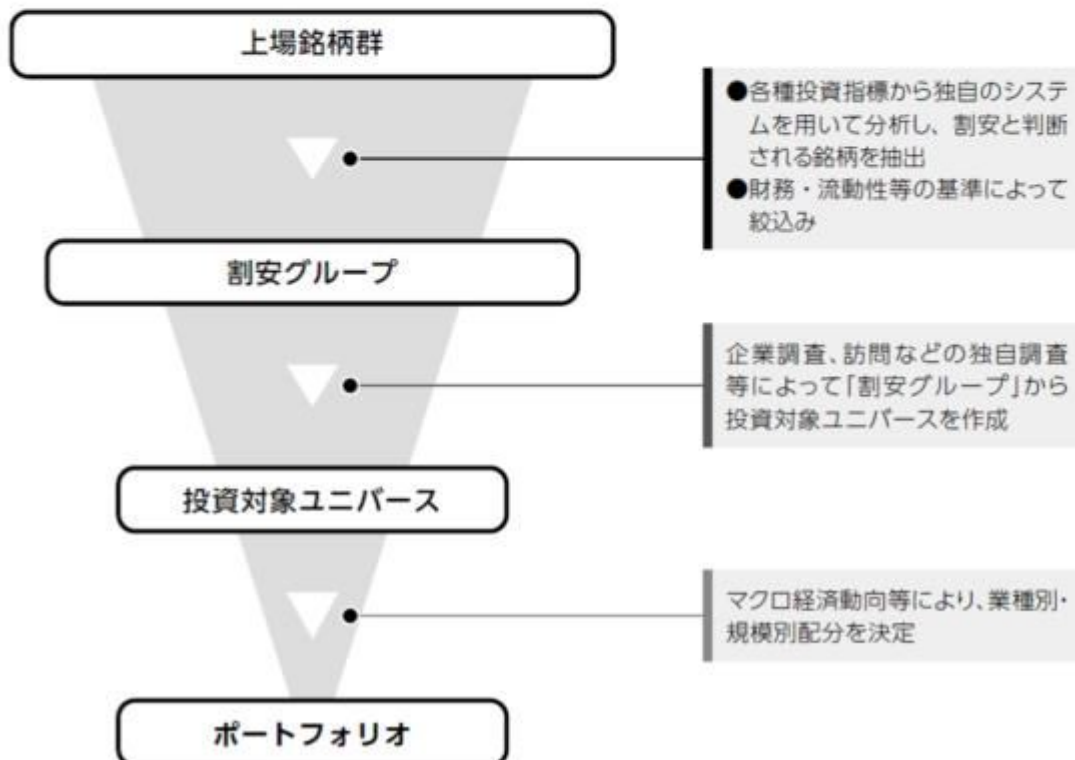 上場銘柄群
●各種投資指標から独自のシステ
ムを用いて分析し、割安と判断
される銘柄を抽出
●財務・流動性等の基準によって
絞込み
割安グループ
企業調査、訪問などの独自調査
等によって「割安グループ」から
投資対象ユニバースを作成
投資対象ユニバース
マクロ経済動向等により、業種別・
規模別配分を決定
ポートフォリオ